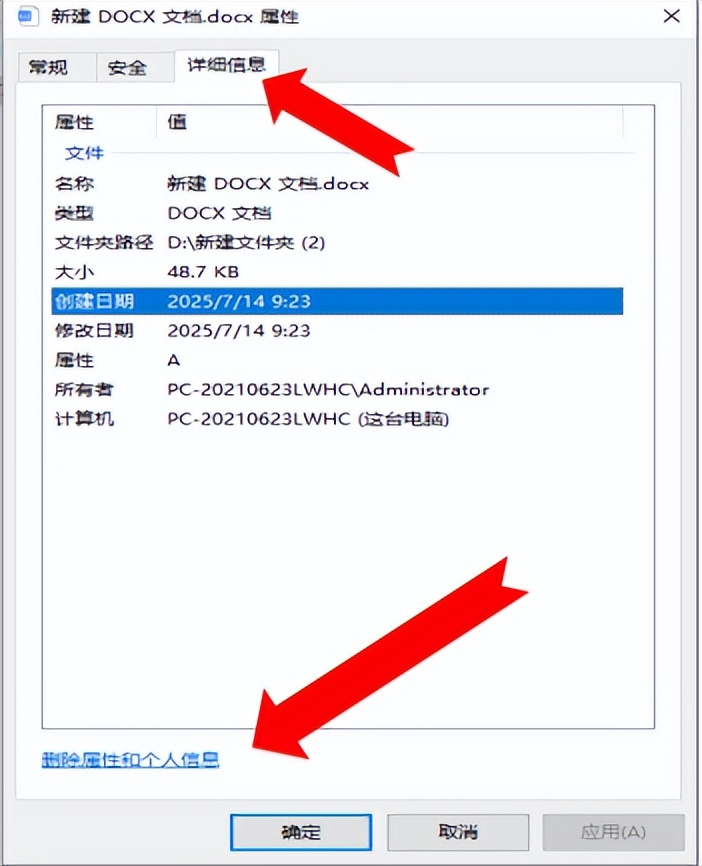 新建 DOCX 文档.docx 属性
常规 安全 详细信息
属性 值
文件
名称 新建 DOCX 文档.docx
类型 DOCX 文档
文件夹路径 D:\新建文件夹 (2)
大小 48.7 KB
创建日期 2025/7/14 9:23
修改日期 2025/7/14 9:23
属性 A
所有者 PC-20210623LWHC\Administrator
计算机 PC-20210623LWHC (这台电脑)
删除属性和个人信息
确定 取消 应用(A)